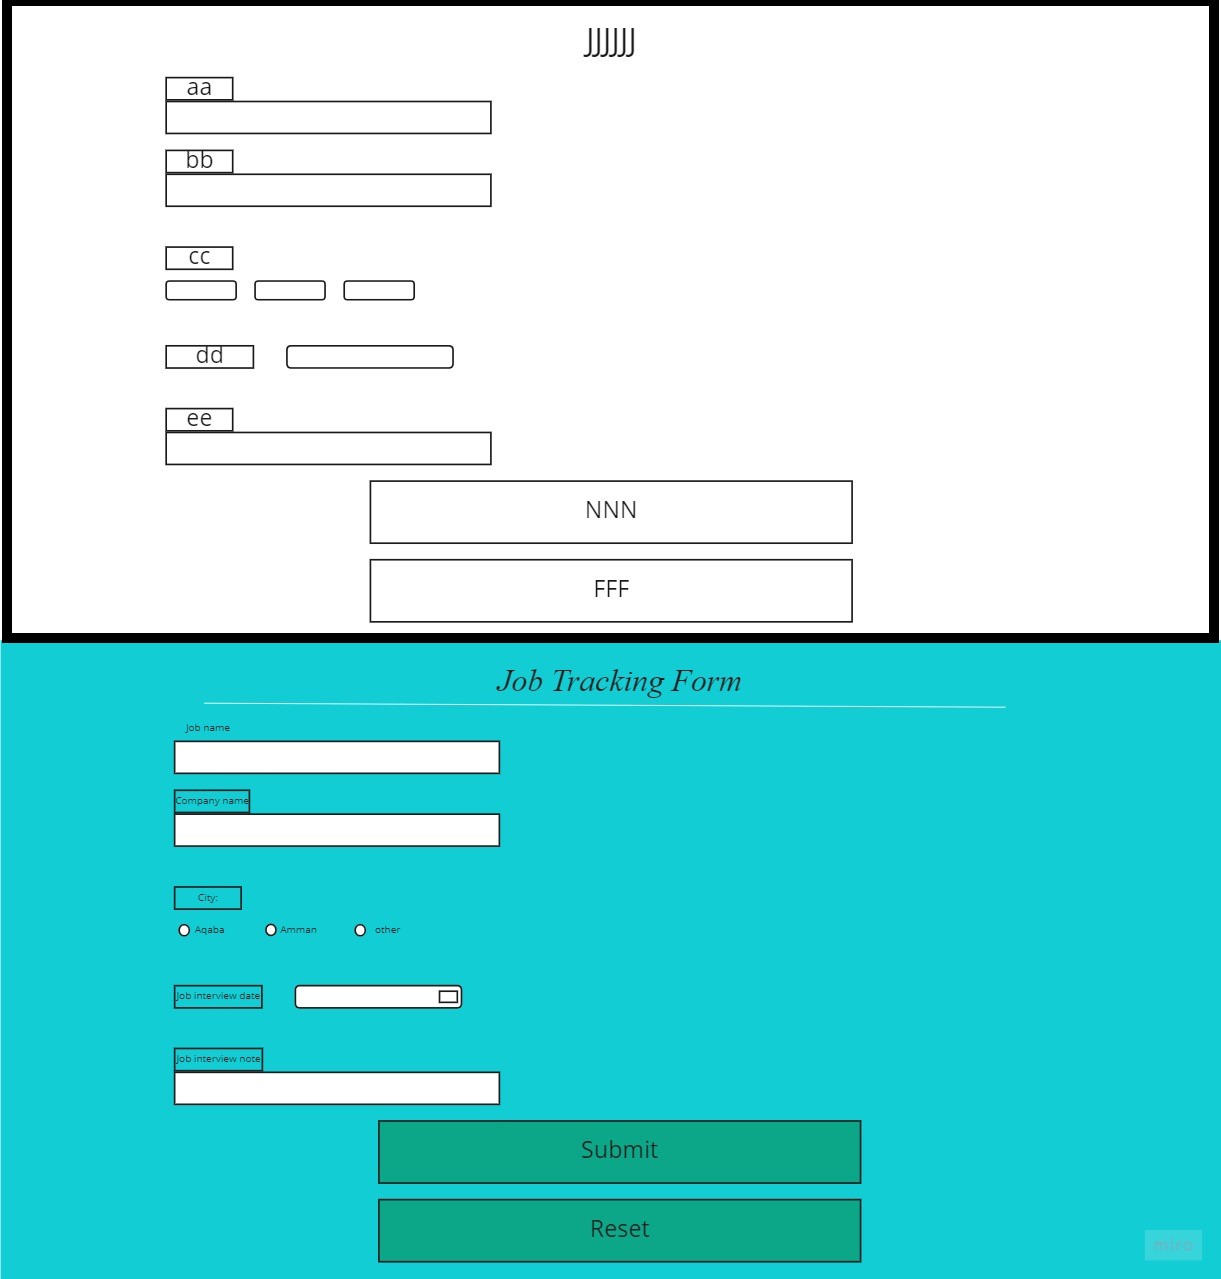 JJJJJJ
aa
bb
cc
dd
ee
NNN
FFF
Job Tracking Form
Job name
Company name
City:
Aqaba Amman other
Job interview date
Job interview note
Submit
Reset
miro